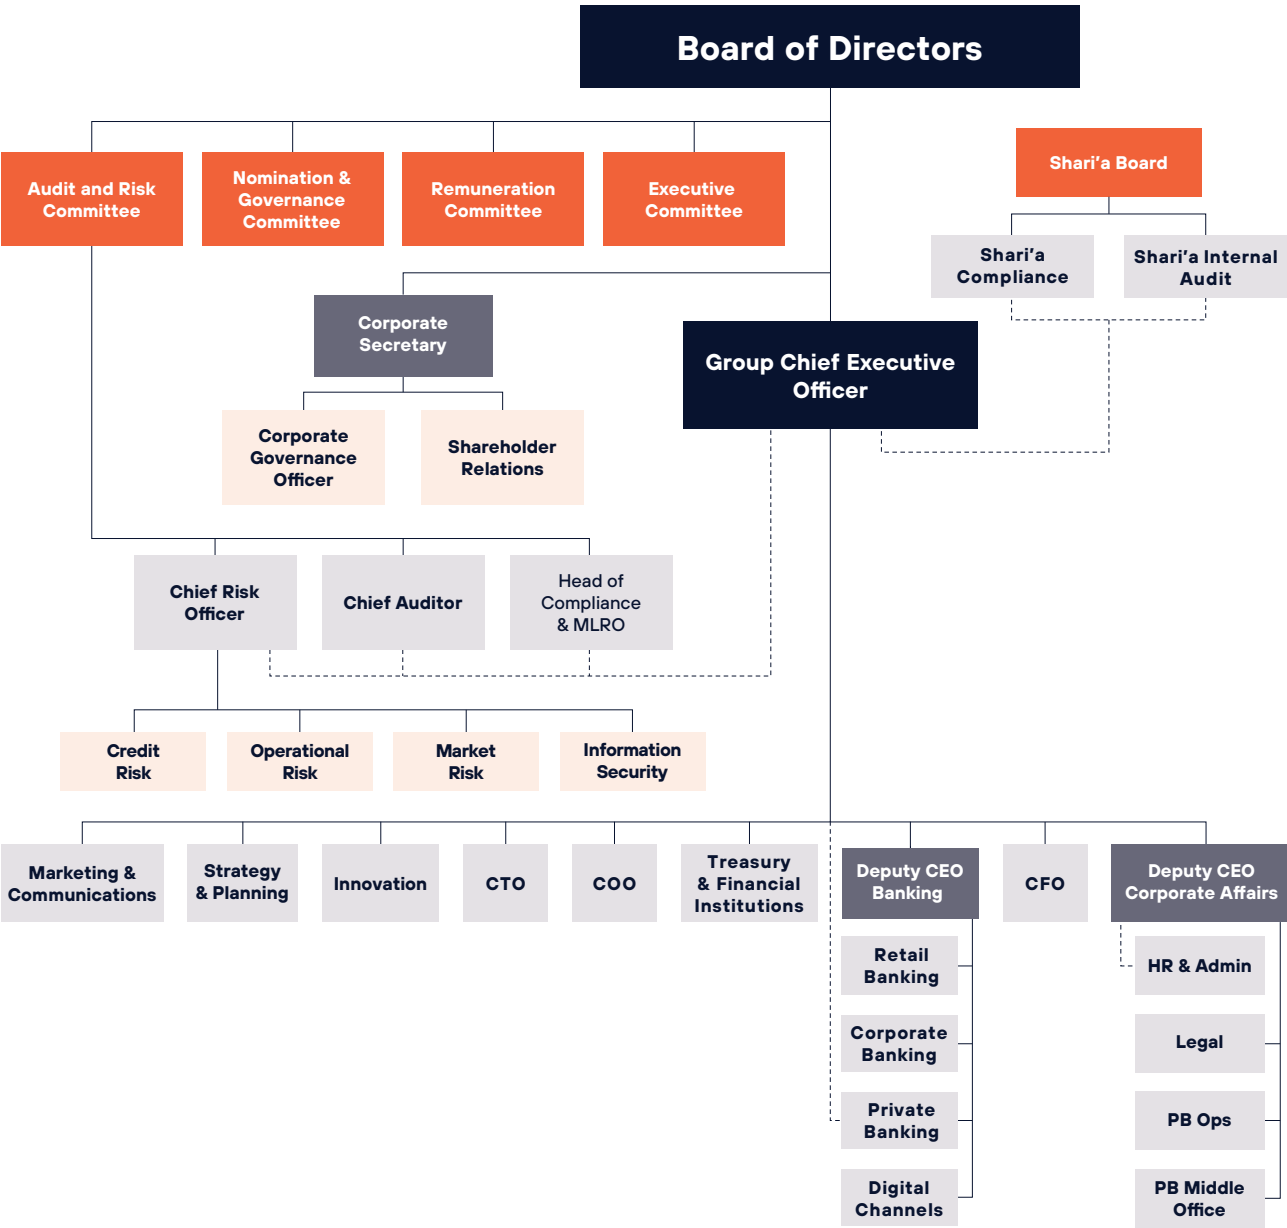 Board of Directors
Audit and Risk
Committee
Nomination &
Governance
Committee
Remuneration
Committee
Executive
Committee
Shari’a Board
Shari’a
Compliance
Shari’a Internal
Audit
Corporate
Secretary
Group Chief Executive
Officer
Corporate
Governance
Officer
Shareholder
Relations
Chief Risk
Officer
Chief Auditor
Head of
Compliance
& MLRO
Credit
Risk
Operational
Risk
Market
Risk
Information
Security
Marketing &
Communications
Strategy
& Planning
Innovation
CTO
COO
Treasury
& Financial
Institutions
Deputy CEO
Banking
CFO
Deputy CEO
Corporate Affairs
Retail
Banking
Corporate
Banking
Private
Banking
Digital
Channels
HR & Admin
Legal
PB Ops
PB Middle
Office